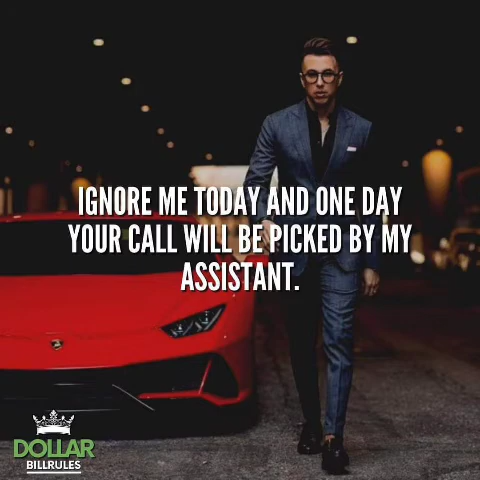 IGNORE ME TODAY AND ONE DAY
YOUR CALL WILL BE PICKED BY MY
ASSISTANT.
DOLLAR
BILLRULES